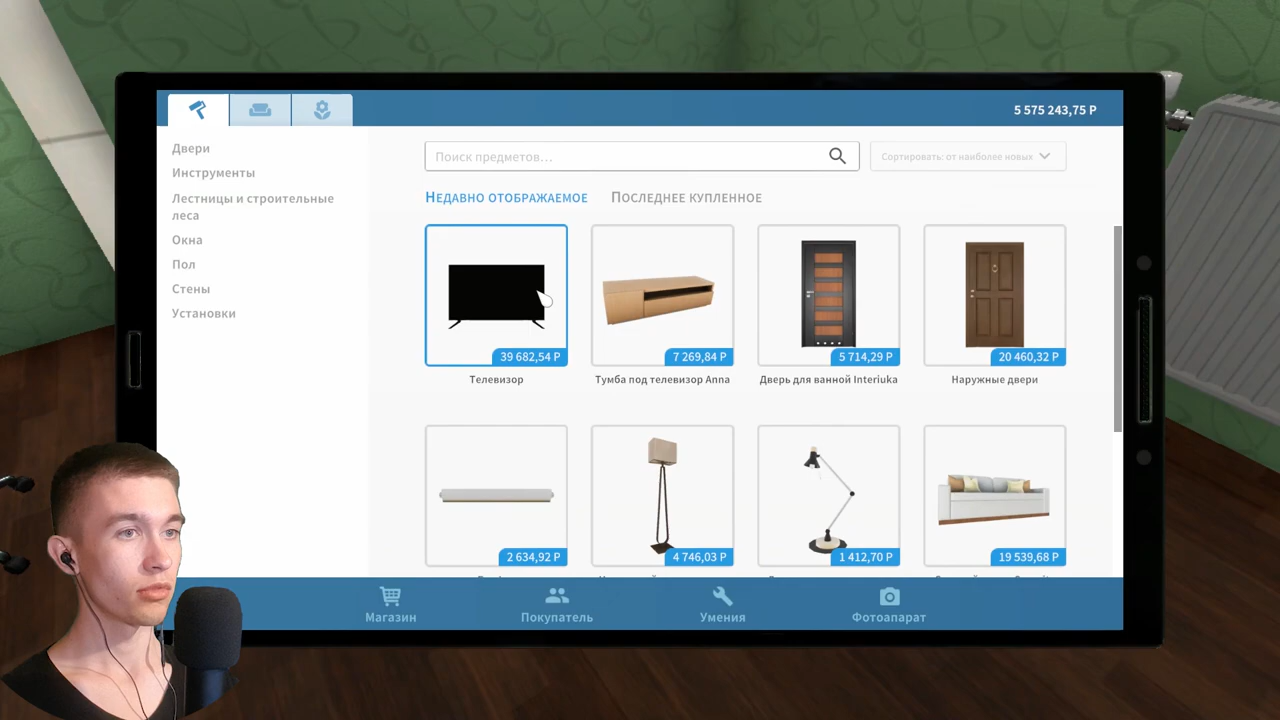 5 575 243,75 Р
Двери
Инструменты
Лестницы и строительные
леса
Окна
Пол
Стены
Установки
Поиск предметов...
Сортировать: от наиболее новых
Недавно отображаемое
Последнее купленное
39 682,54 Р
7 269,84 Р
5 714,29 Р
20 460,32 Р
Телевизор
Тумба под телевизор Anna
Дверь для ванной Interiuka
Наружные двери
2 634,92 Р
4 746,03 Р
1 412,70 Р
19 539,68 Р
Магазин
Покупатель
Умения
Фотоаппарат